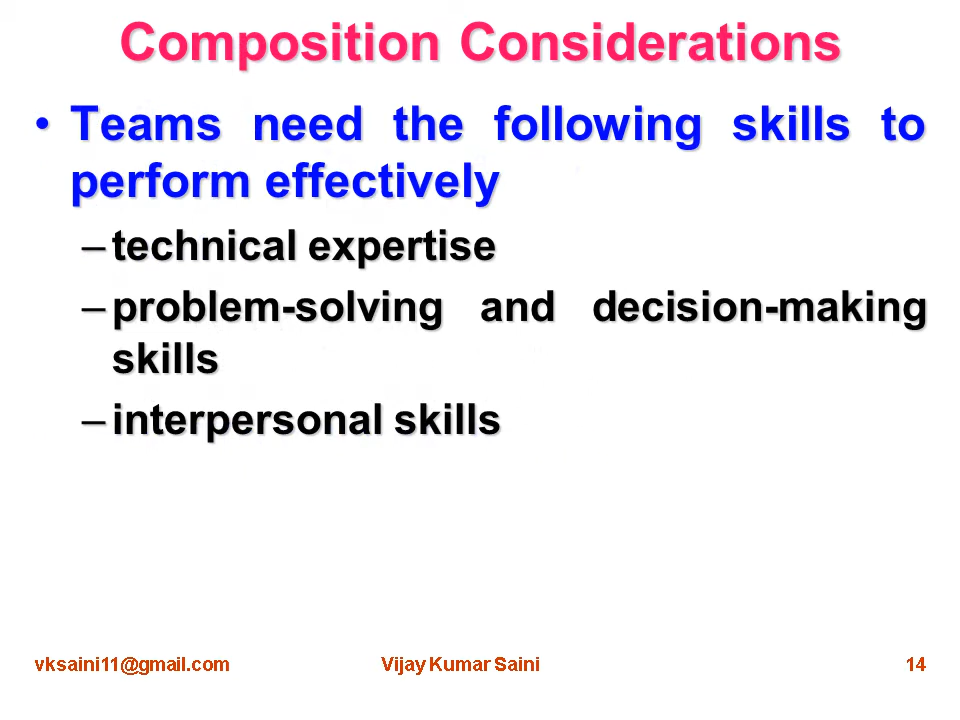 Composition Considerations
• Teams need the following skills to
perform effectively
– technical expertise
– problem-solving and decision-making
skills
– interpersonal skills
vksaini11@gmail.com Vijay Kumar Saini 14